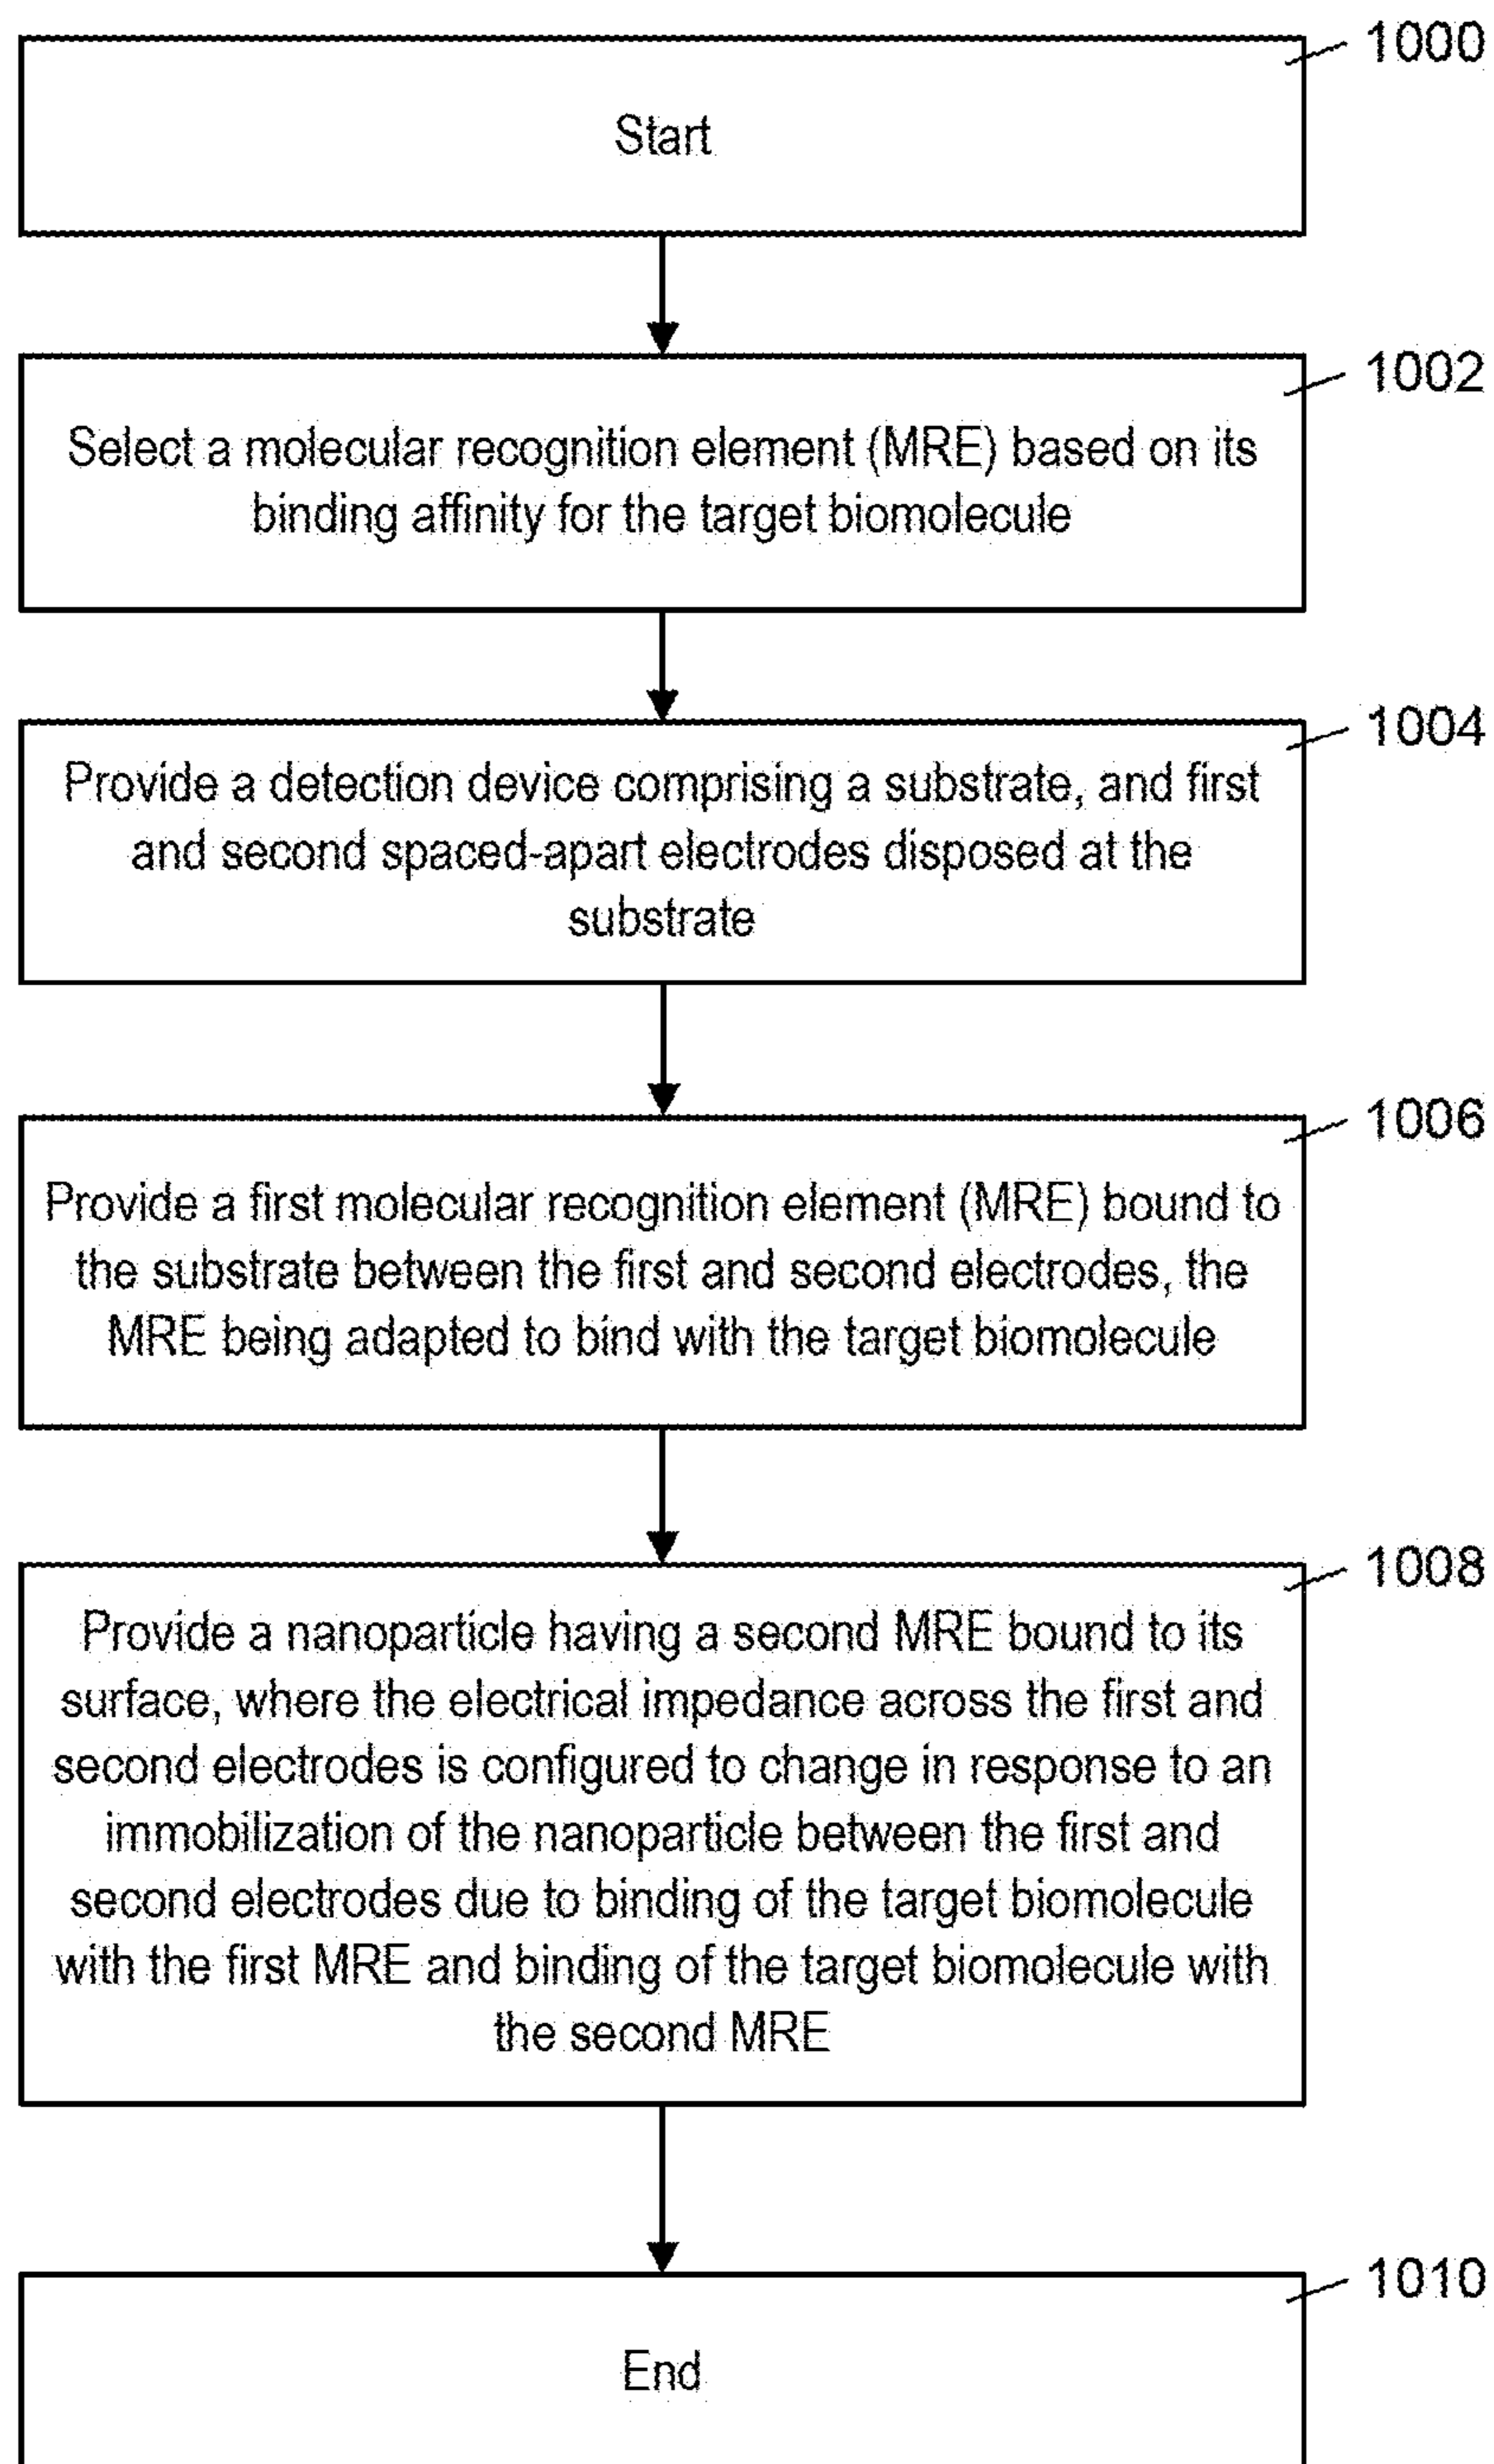 1000
Start
1002
Select a molecular recognition element (MRE) based on its
binding affinity for the target biomolecule
1004
Provide a detection device comprising a substrate, and first
and second spaced-apart electrodes disposed at the
substrate
1006
Provide a first molecular recognition element (MRE) bound to
the substrate between the first and second electrodes, the
MRE being adapted to bind with the target biomolecule
1008
Provide a nanoparticle having a second MRE bound to its
surface, where the electrical impedance across the first and
second electrodes is configured to change in response to an
immobilization of the nanoparticle between the first and
second electrodes due to binding of the target biomolecule
with the first MRE and binding of the target biomolecule with
the second MRE
1010
End